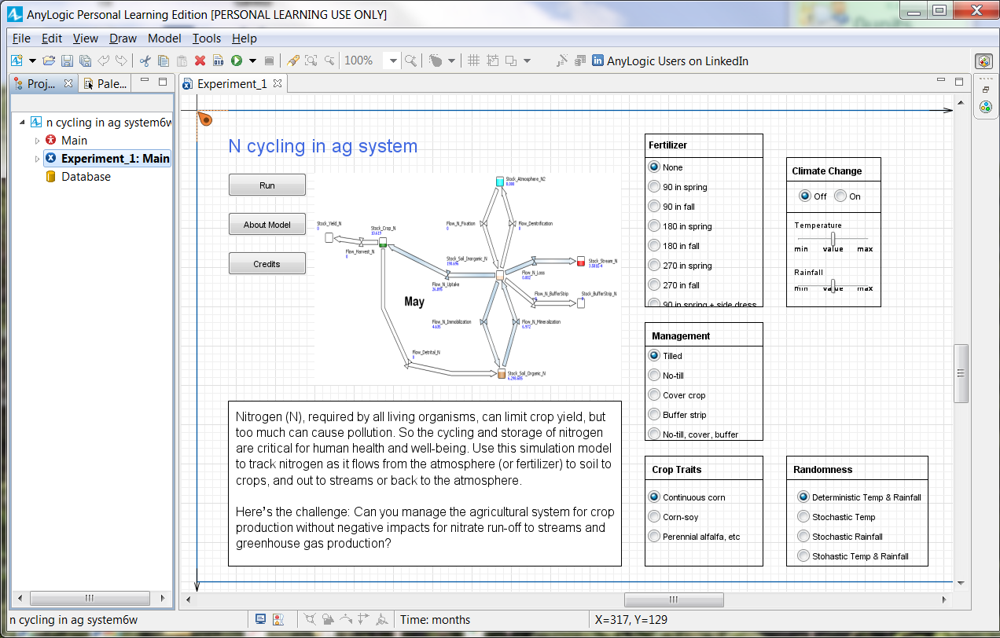 AnyLogic Personal Learning Edition [PERSONAL LEARNING USE ONLY]
File Edit View Draw Model Tools Help
100%
AnyLogic Users on LinkedIn
Proj...
Pale...
Experiment_1
n cycling in ag system6w
Main
Experiment_1: Main
Database
N cycling in ag system
Run
About Model
Credits
Stock_Atmosphere_N2
0.000
Stock_Yield_N
0
Stock_Crop_N
10.619
Flow_N_Fixation
0
Flow_Denitrification
0
Flow_Harvest_N
0
Stock_Soil_Inorganic_N
198.696
Stock_Stream_N
3.501E-4
Flow_N_Loss
0.002
Flow_N_Uptake
26.095
Flow_N_BufferStrip
0
Stock_BufferStrip_N
0
May
Flow_N_Immobilization
4.635
Flow_N_Mineralization
6.972
Flow_Detrital_N
0
Stock_Soil_Organic_N
6,298.605
Nitrogen (N), required by all living organisms, can limit crop yield, but
too much can cause pollution. So the cycling and storage of nitrogen
are critical for human health and well-being. Use this simulation model
to track nitrogen as it flows from the atmosphere (or fertilizer) to soil to
crops, and out to streams or back to the atmosphere.
Here's the challenge: Can you manage the agricultural system for crop
production without negative impacts for nitrate run-off to streams and
greenhouse gas production?
Fertilizer
None
90 in spring
90 in fall
180 in spring
180 in fall
270 in spring
270 in fall
90 in spring + side dress
Climate Change
Off
On
Temperature
min value max
Rainfall
min value max
Management
Tilled
No-till
Cover crop
Buffer strip
No-till, cover, buffer
Crop Traits
Continuous corn
Corn-soy
Perennial alfalfa, etc
Randomness
Deterministic Temp & Rainfall
Stochastic Temp
Stochastic Rainfall
Stohastic Temp & Rainfall
n cycling in ag system6w
Time: months
X=317, Y=129